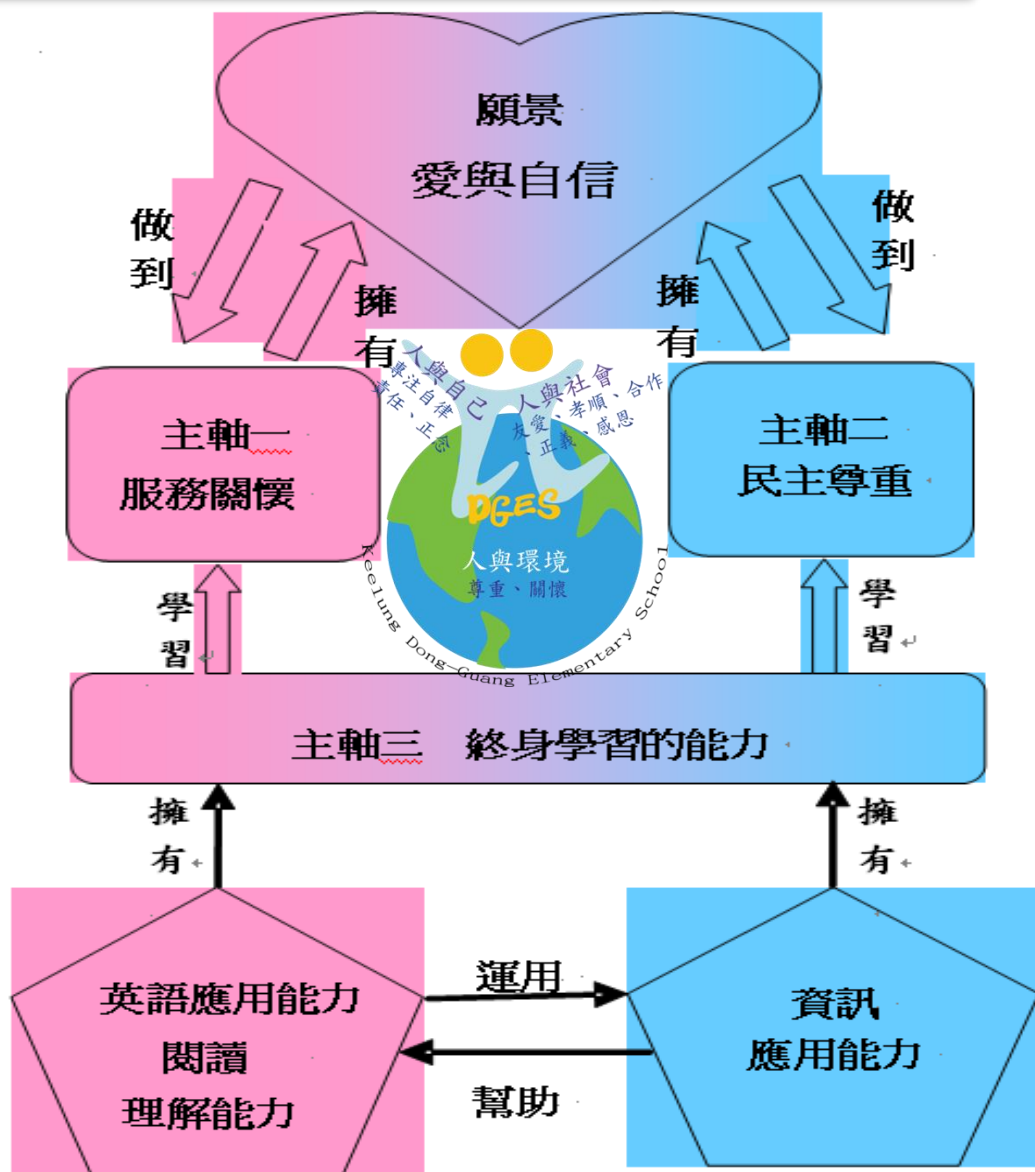 願景
愛與自信
做到
擁有
擁有
做到
人與自己
專注自律
責任、正念
人與社會
友愛、孝順、合作
、正義、感恩
主軸一
服務關懷
主軸二
民主尊重
DGES
人與環境
尊重、關懷
Keelung Dong-Guang Elementary School
學習
學習
主軸三 終身學習的能力
擁有
擁有
英語應用能力
閱讀
理解能力
運用
幫助
資訊
應用能力